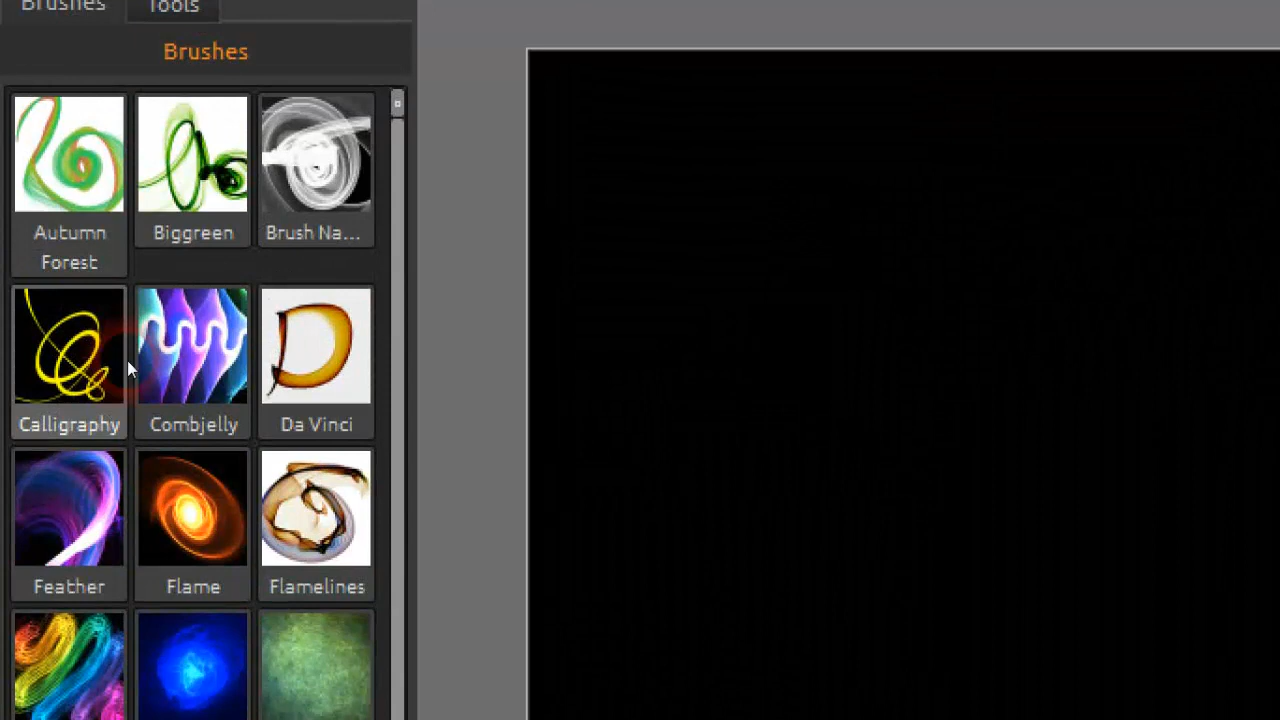 Brushes Tools
Brushes
Autumn
Forest
Biggreen
Brush Na...
Calligraphy
Combjelly
Da Vinci
Feather
Flame
Flamelines